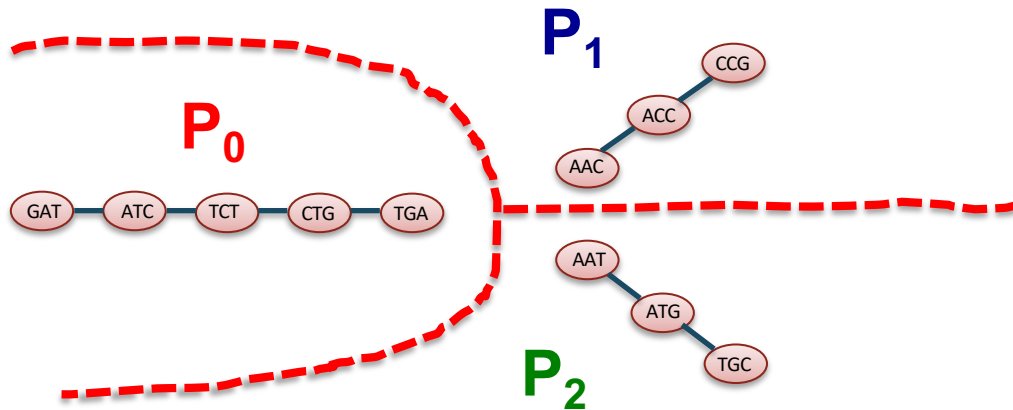 P1
CCG
ACC
AAC
P0
GAT ATC TCT CTG TGA
AAT
ATG
TGC
P2